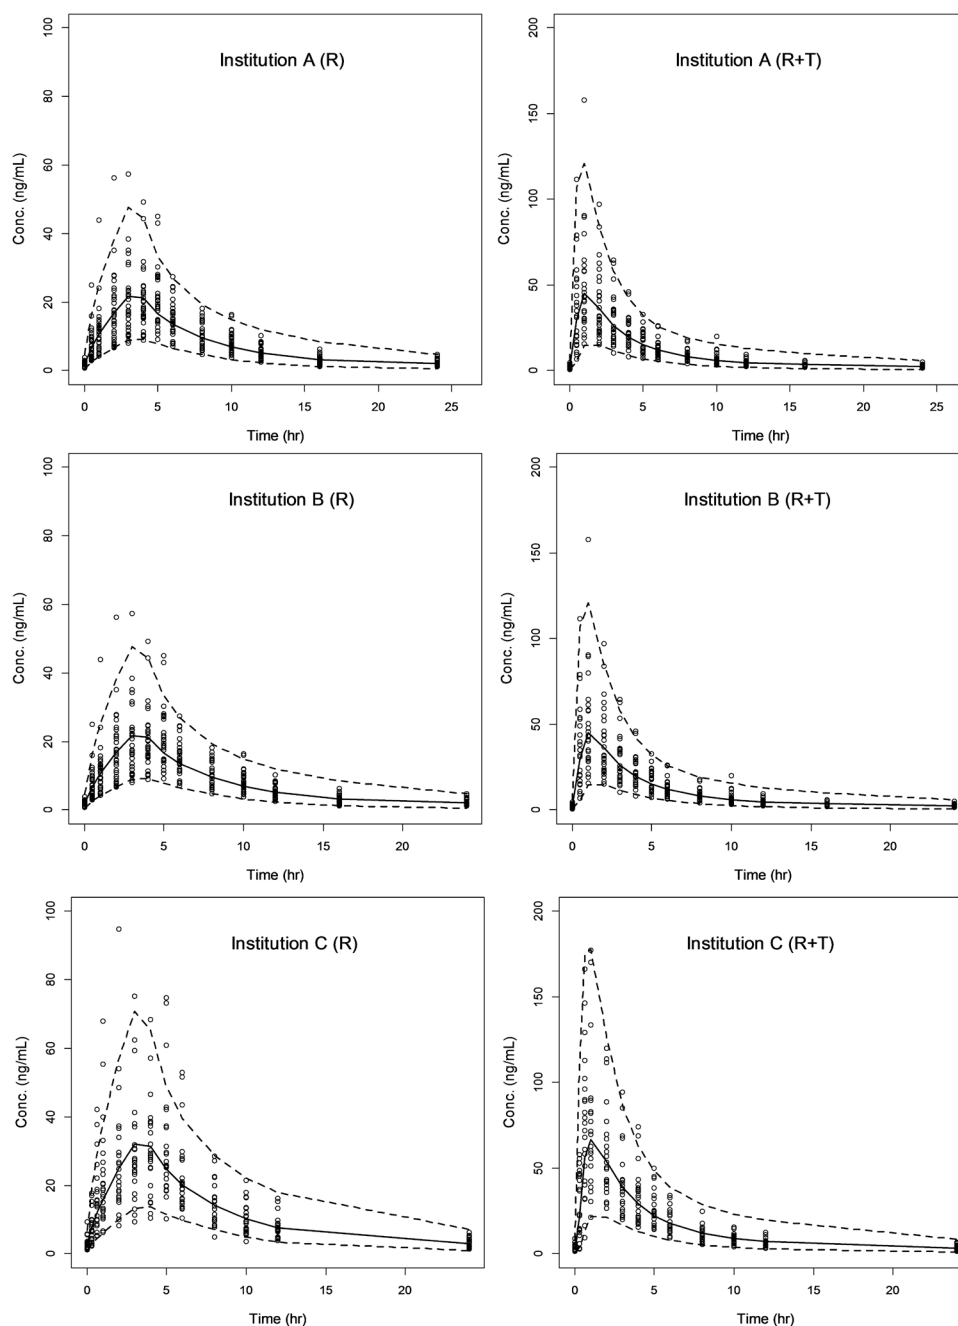 Institution A (R)
Conc. (ng/mL)
0 20 40 60 80 100
0 5 10 15 20 25
Time (hr)
Institution A (R+T)
Conc. (ng/mL)
0 50 100 150 200
0 5 10 15 20 25
Time (hr)
Institution B (R)
Conc. (ng/mL)
0 20 40 60 80 100
0 5 10 15 20
Time (hr)
Institution B (R+T)
Conc. (ng/mL)
0 50 100 150 200
0 5 10 15 20
Time (hr)
Institution C (R)
Conc. (ng/mL)
0 20 40 60 80 100
0 5 10 15 20
Time (hr)
Institution C (R+T)
Conc. (ng/mL)
0 50 100 150 200
0 5 10 15 20
Time (hr)